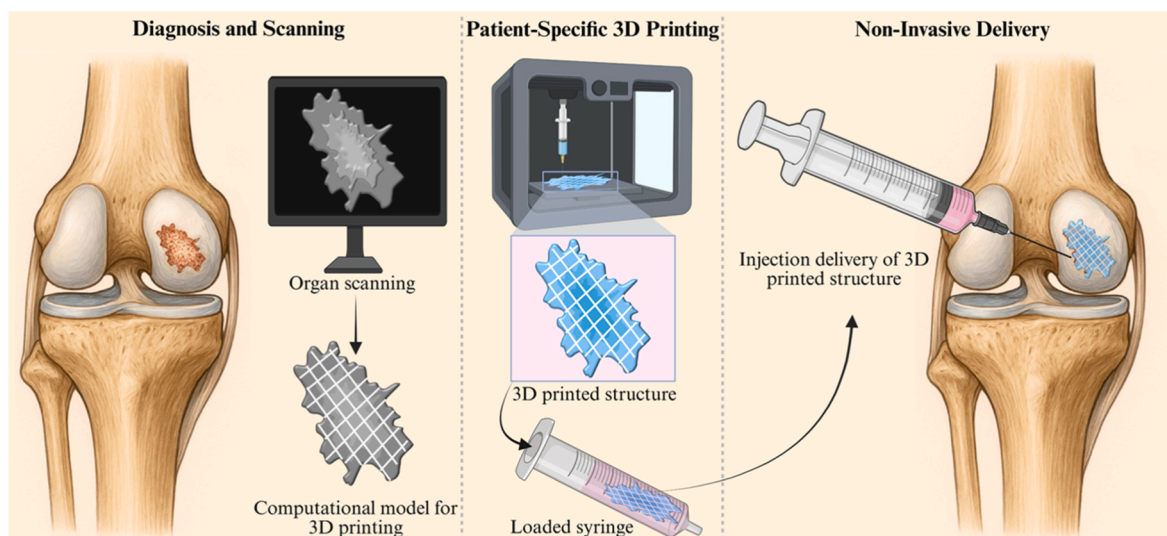 Diagnosis and Scanning
Organ scanning
Computational model for
3D printing
Patient-Specific 3D Printing
3D printed structure
Loaded syringe
Non-Invasive Delivery
Injection delivery of 3D
printed structure